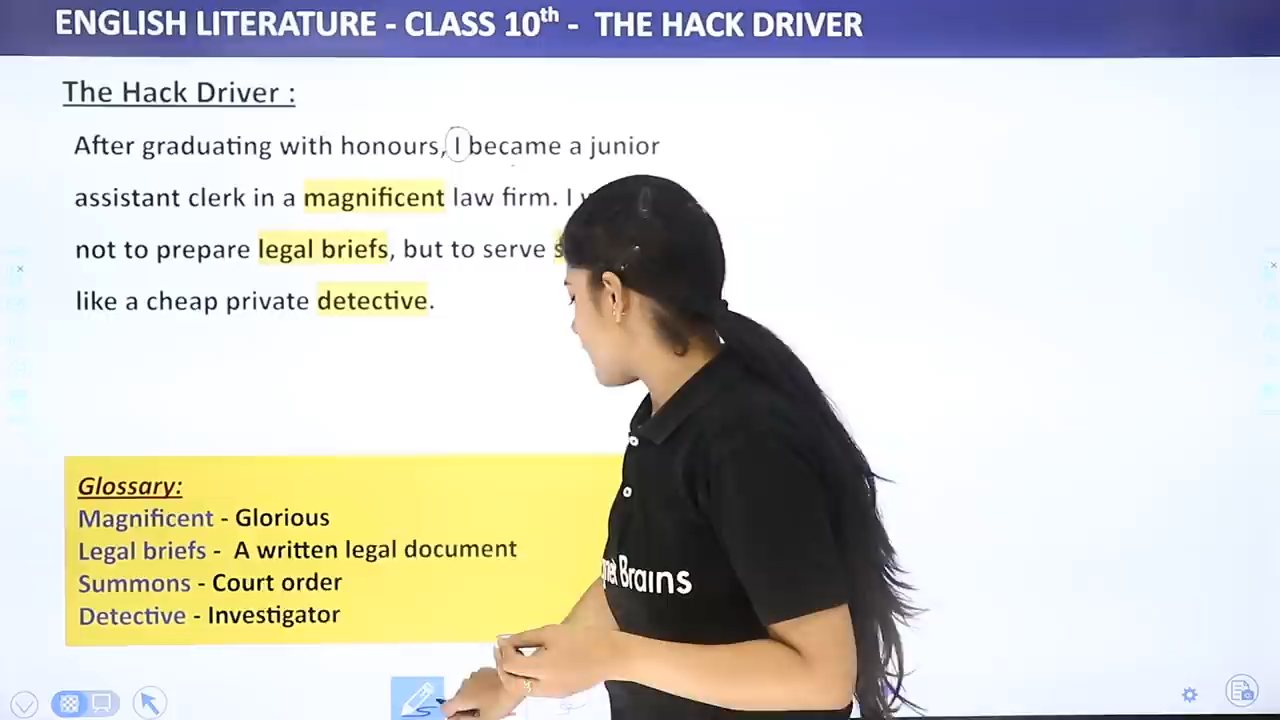 ENGLISH LITERATURE - CLASS 10th - THE HACK DRIVER
The Hack Driver :
After graduating with honours, I became a junior
assistant clerk in a magnificent law firm. I
not to prepare legal briefs, but to serve
like a cheap private detective.
Glossary:
Magnificent - Glorious
Legal briefs - A written legal document
Summons - Court order
Detective - Investigator
Brains